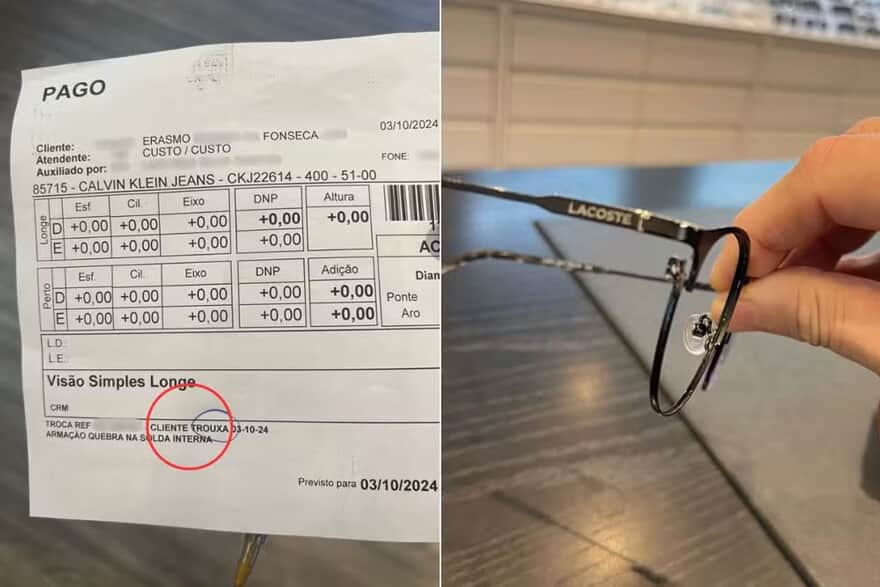 PAGO
03/10/2024
Cliente: ERASMO FONSECA
Atendente: CUSTO / CUSTO
FONE:
Auxiliado por:
85715 - CALVIN KLEIN JEANS - CKJ22614 - 400 - 51-00
Longe Esf. Cil. Eixo DNP Altura
D +0,00 +0,00 +0,00 +0,00 +0,00
E +0,00 +0,00 +0,00 +0,00
Perto Esf. Cil. Eixo DNP Adição
D +0,00 +0,00 +0,00 +0,00 +0,00
E +0,00 +0,00 +0,00 +0,00 +0,00
Ponte
Aro
L.D.:
L.E.:
Visão Simples Longe
CRM
TROCA REF CLIENTE TROUXA 03-10-24
ARMAÇÃO QUEBRA NA SOLDA INTERNA
Previsto para 03/10/2024
LACOSTE